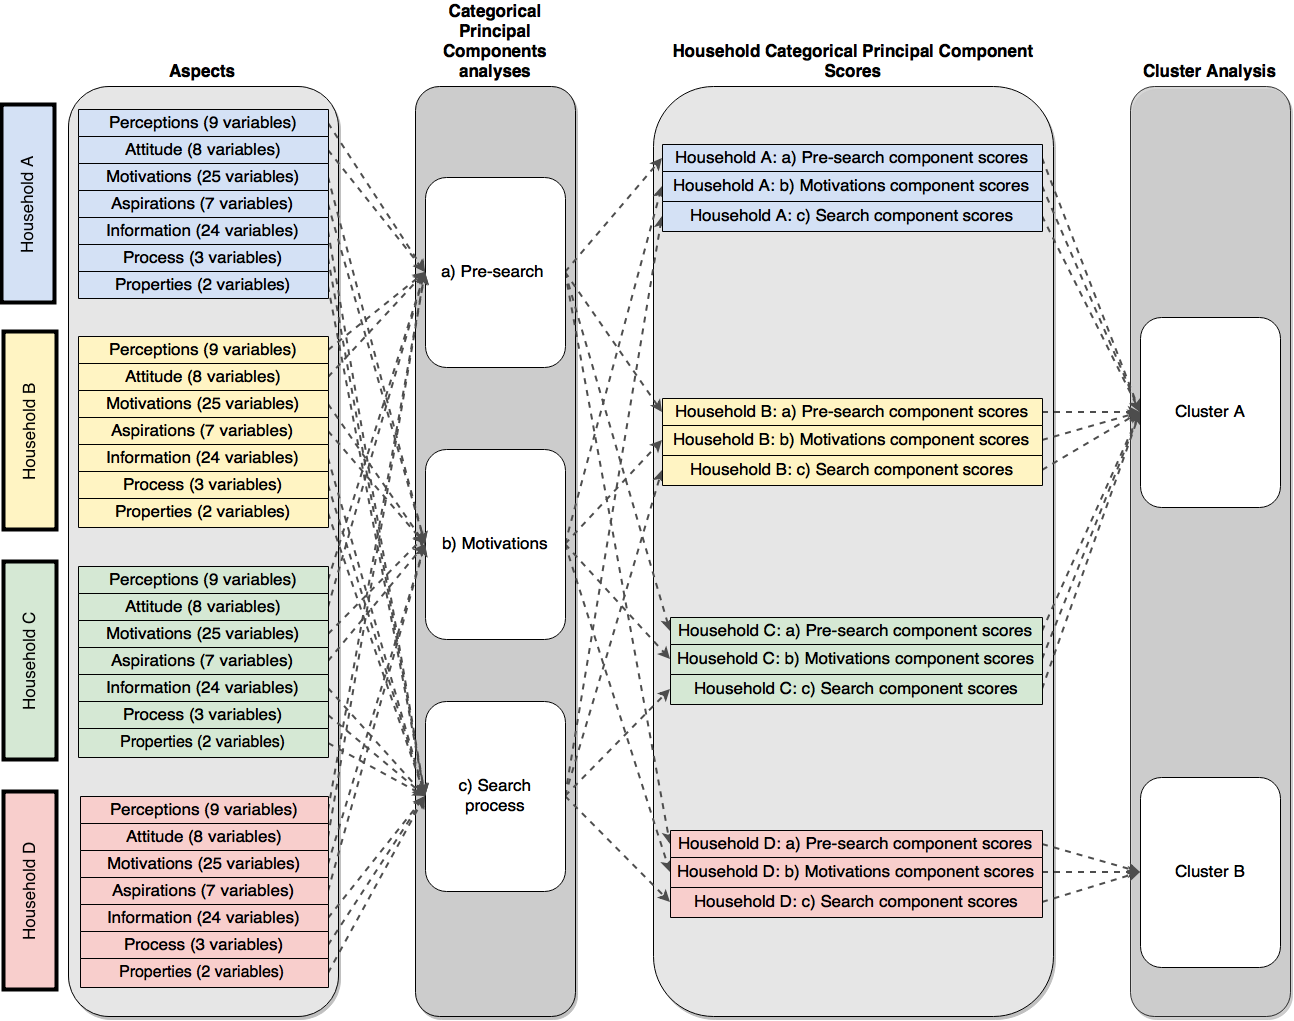 Aspects
Categorical
Principal
Components
analyses
Household Categorical Principal Component
Scores
Cluster Analysis
Household A
Perceptions (9 variables)
Attitude (8 variables)
Motivations (25 variables)
Aspirations (7 variables)
Information (24 variables)
Process (3 variables)
Properties (2 variables)
Household B
Perceptions (9 variables)
Attitude (8 variables)
Motivations (25 variables)
Aspirations (7 variables)
Information (24 variables)
Process (3 variables)
Properties (2 variables)
Household C
Perceptions (9 variables)
Attitude (8 variables)
Motivations (25 variables)
Aspirations (7 variables)
Information (24 variables)
Process (3 variables)
Properties (2 variables)
Household D
Perceptions (9 variables)
Attitude (8 variables)
Motivations (25 variables)
Aspirations (7 variables)
Information (24 variables)
Process (3 variables)
Properties (2 variables)
a) Pre-search
b) Motivations
c) Search
process
Household A: a) Pre-search component scores
Household A: b) Motivations component scores
Household A: c) Search component scores
Household B: a) Pre-search component scores
Household B: b) Motivations component scores
Household B: c) Search component scores
Household C: a) Pre-search component scores
Household C: b) Motivations component scores
Household C: c) Search component scores
Household D: a) Pre-search component scores
Household D: b) Motivations component scores
Household D: c) Search component scores
Cluster A
Cluster B